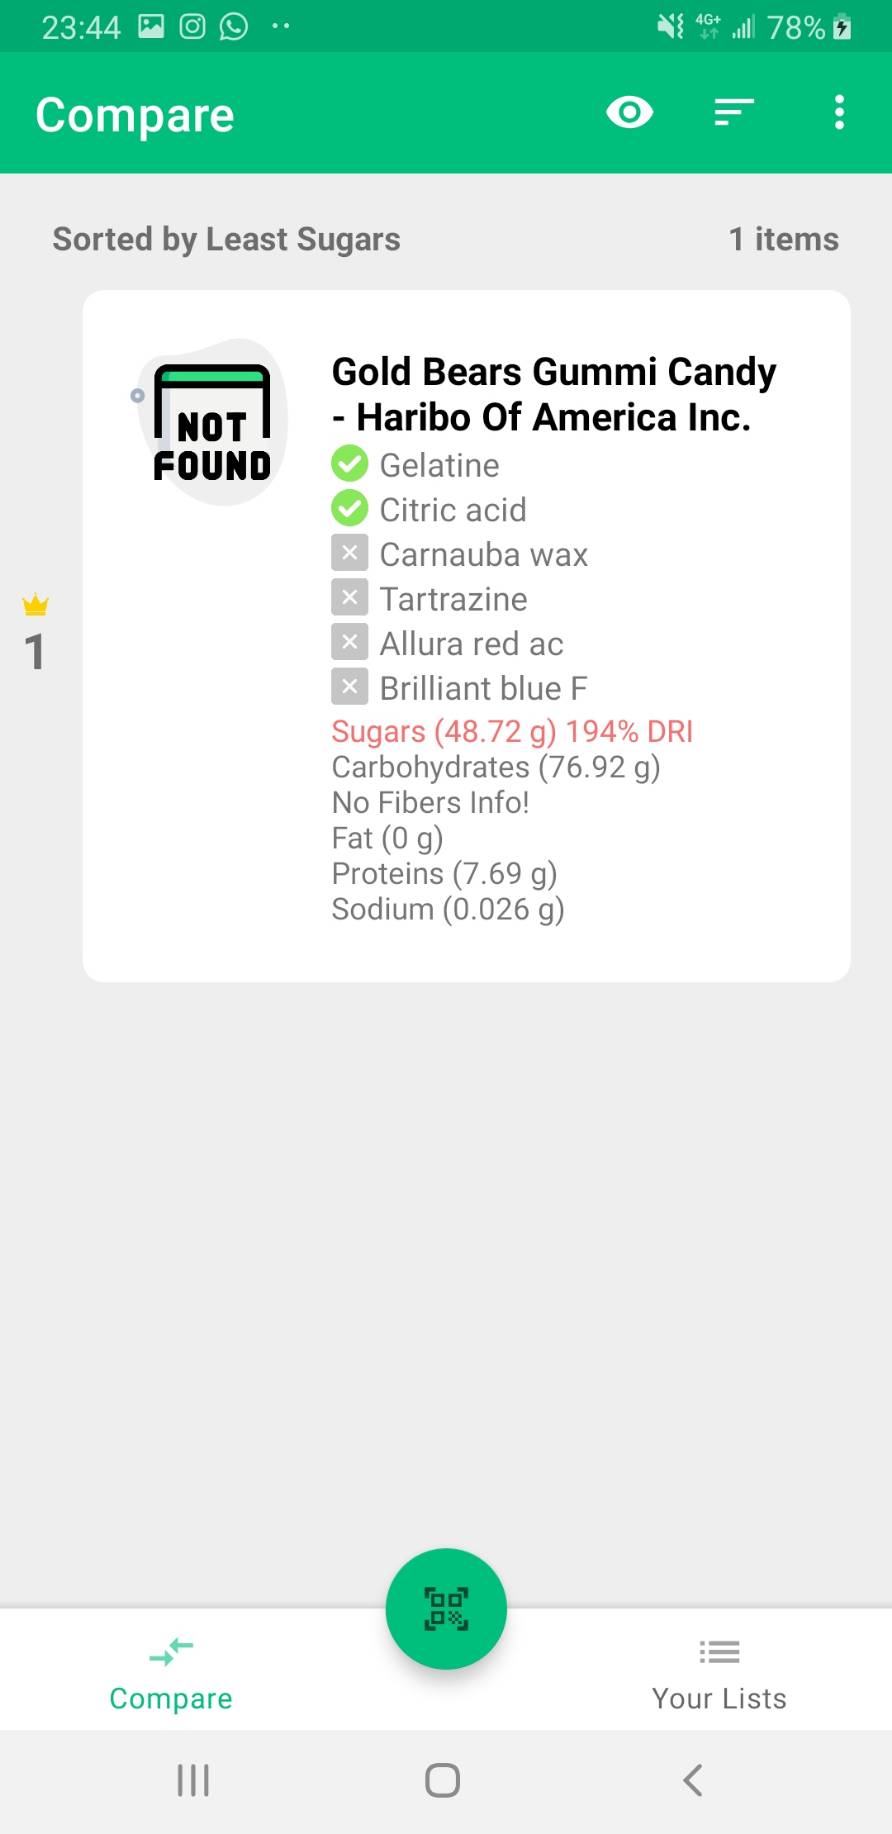 23:44
4G+ 78%
Compare
Sorted by Least Sugars 1 items
NOT FOUND
Gold Bears Gummi Candy
- Haribo Of America Inc.
Gelatine
Citric acid
Carnauba wax
Tartrazine
Allura red ac
Brilliant blue F
Sugars (48.72 g) 194% DRI
Carbohydrates (76.92 g)
No Fibers Info!
Fat (0 g)
Proteins (7.69 g)
Sodium (0.026 g)
1
Compare
Your Lists